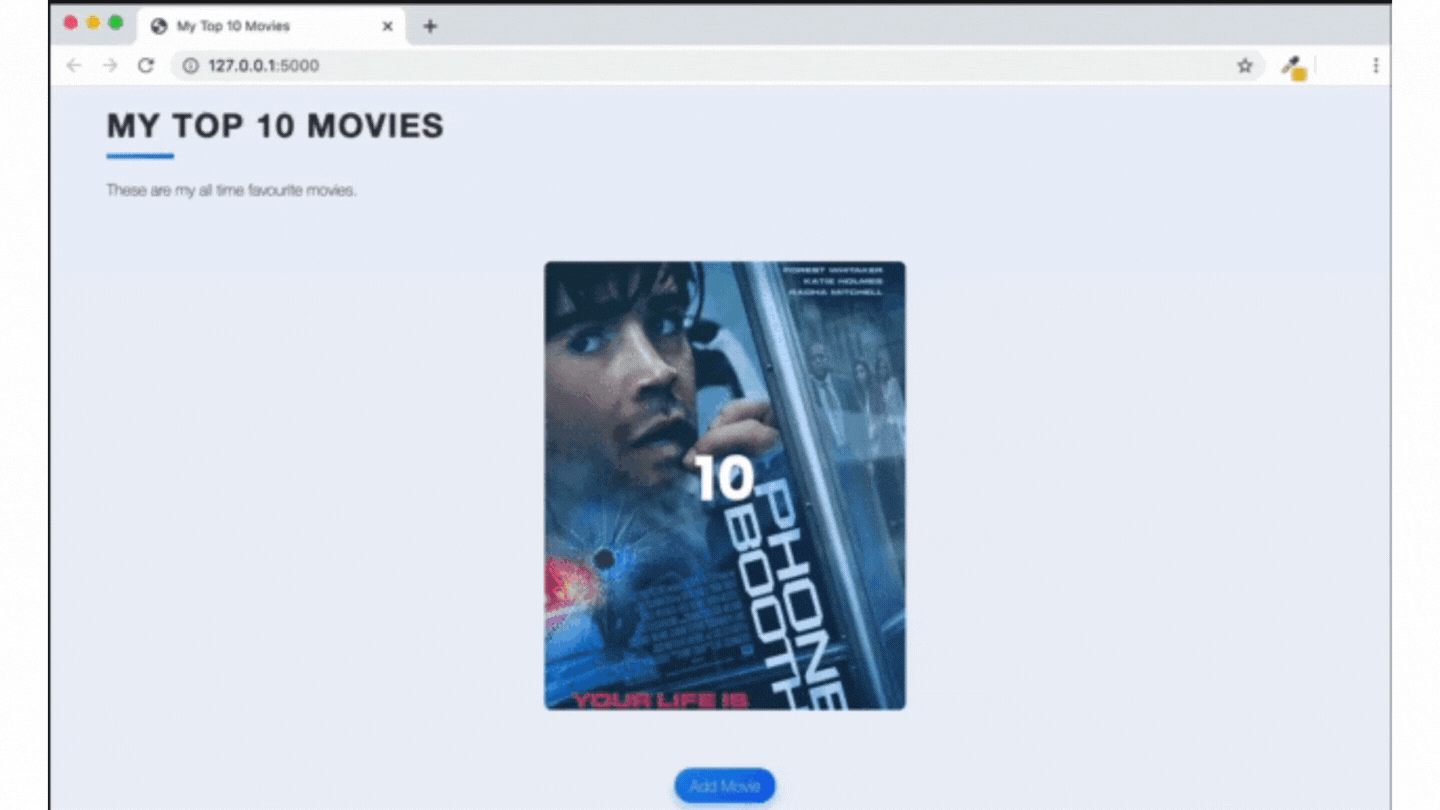 My Top 10 Movies
127.0.0.1:5000
MY TOP 10 MOVIES
These are my all time favourite movies.
FOREST WHITAKER
KATIE HOLMES
RADHA MITCHELL
10
PHONE
BOOTH
YOUR LIFE IS
Add Movie